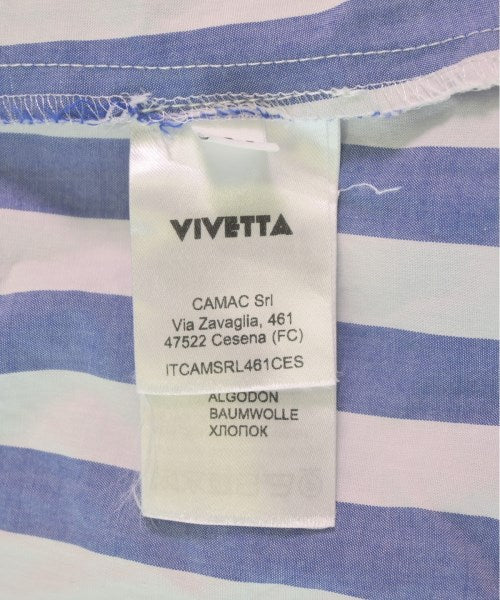 VIVETTA
CAMAC Srl
Via Zavaglia, 461
47522 Cesena (FC)
ITCAMSRL461CES
ALGODON
BAUMWOLLE
ХЛОПОК